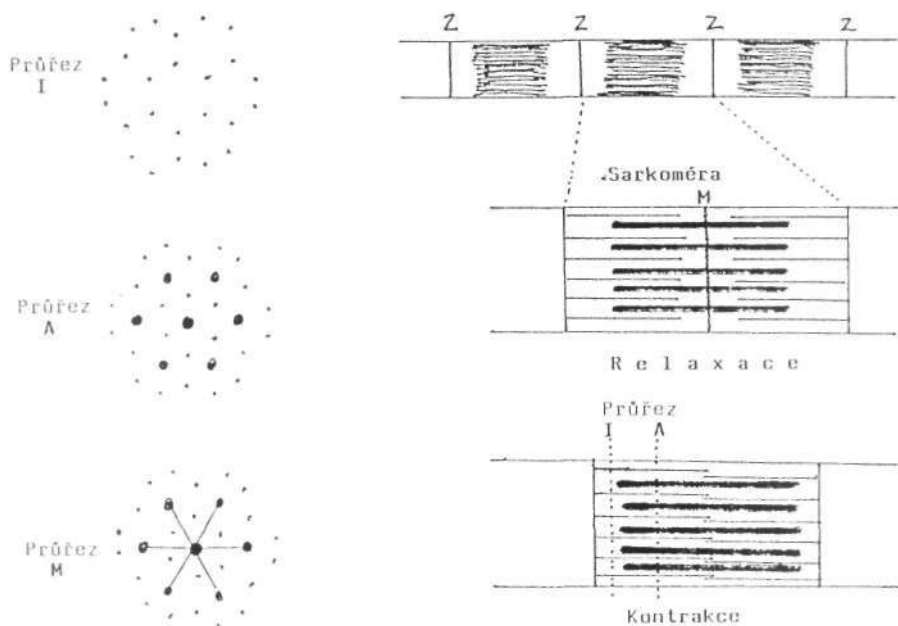 Z Z Z Z
Průřez
I
.Sarkoméra
M
Průřez
A
Relaxace
Průřez
I A
Průřez
M
Kontrakce